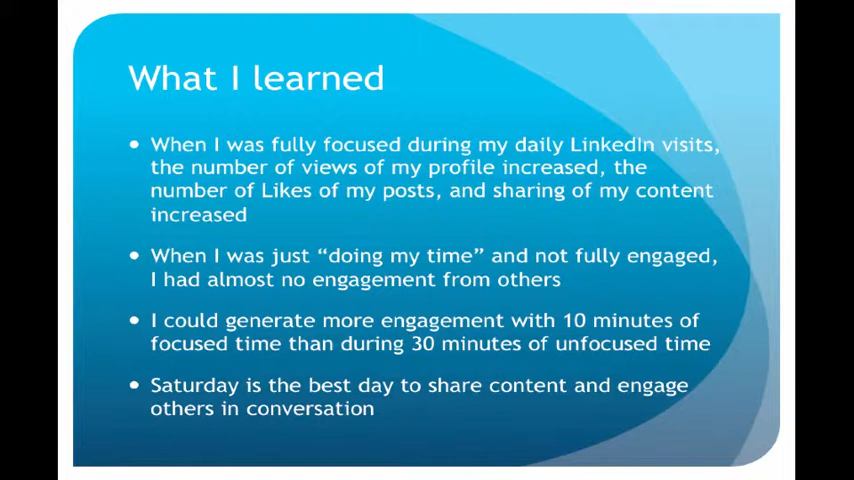 What I learned
• When I was fully focused during my daily LinkedIn visits,
the number of views of my profile increased, the
number of Likes of my posts, and sharing of my content
increased
• When I was just “doing my time” and not fully engaged,
I had almost no engagement from others
• I could generate more engagement with 10 minutes of
focused time than during 30 minutes of unfocused time
• Saturday is the best day to share content and engage
others in conversation